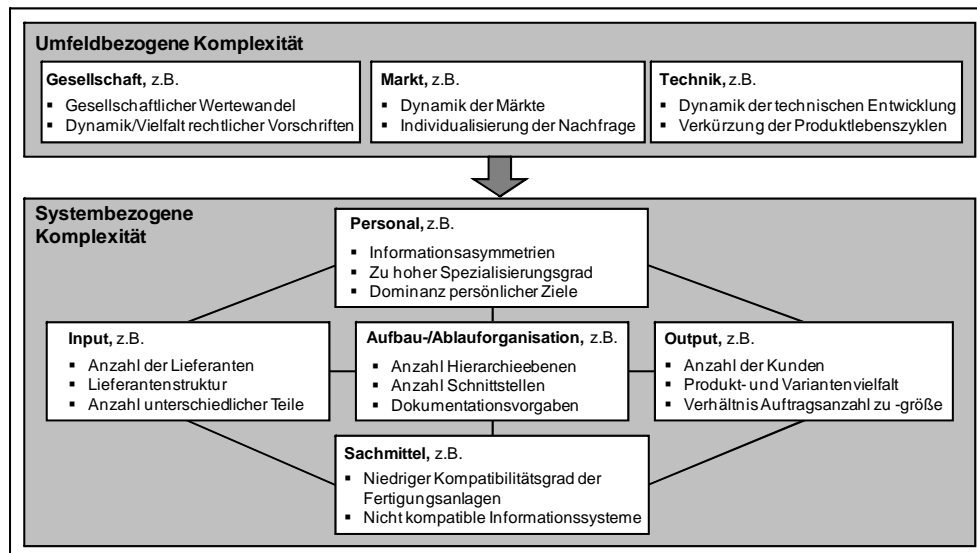 Umfeldbezogene Komplexität
Gesellschaft, z.B.
▪ Gesellschaftlicher Wertewandel
▪ Dynamik/Vielfalt rechtlicher Vorschriften
Markt, z.B.
▪ Dynamik der Märkte
▪ Individualisierung der Nachfrage
Technik, z.B.
▪ Dynamik der technischen Entwicklung
▪ Verkürzung der Produktlebenszyklen
Systembezogene
Komplexität
Personal, z.B.
▪ Informationsasymmetrien
▪ Zu hoher Spezialisierungsgrad
▪ Dominanz persönlicher Ziele
Input, z.B.
▪ Anzahl der Lieferanten
▪ Lieferantenstruktur
▪ Anzahl unterschiedlicher Teile
Aufbau-/Ablauforganisation, z.B.
▪ Anzahl Hierarchieebenen
▪ Anzahl Schnittstellen
▪ Dokumentationsvorgaben
Output, z.B.
▪ Anzahl der Kunden
▪ Produkt- und Variantenvielfalt
▪ Verhältnis Auftragsanzahl zu -größe
Sachmittel, z.B.
▪ Niedriger Kompatibilitätsgrad der
Fertigungsanlagen
▪ Nicht kompatible Informationssysteme